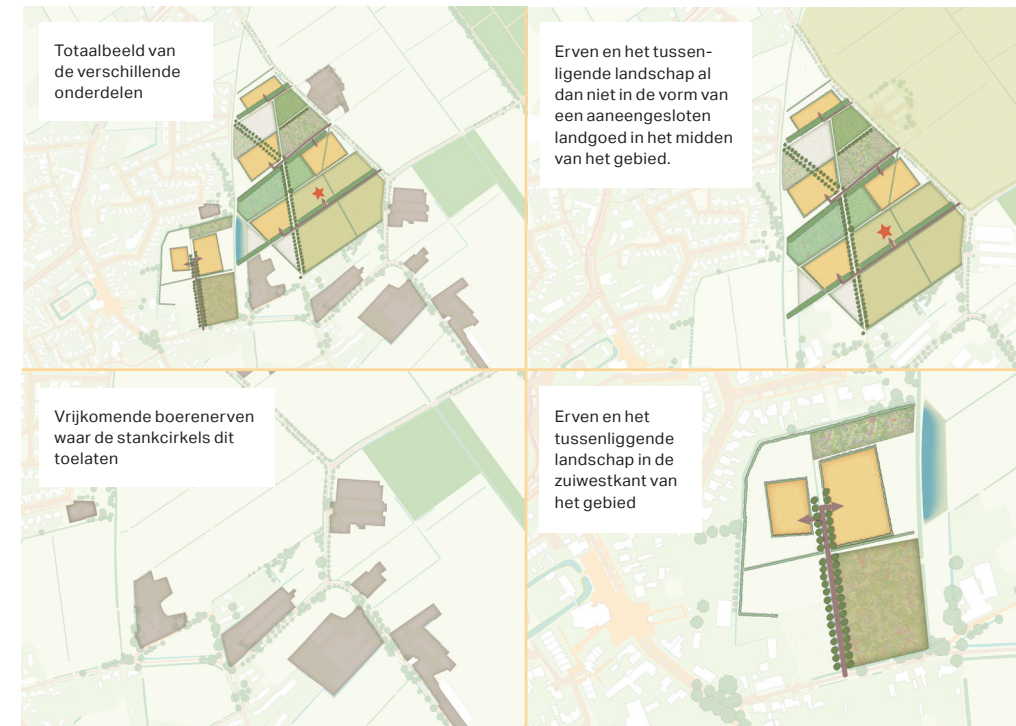 Totaalbeeld van
de verschillende
onderdelen
Erven en het tussen-
ligende landschap al
dan niet in de vorm van
een aaneengesloten
landgoed in het midden
van het gebied.
Vrijkomende boerenerven
waar de stankcirkels dit
toelaten
Erven en het
tussenliggende
landschap in de
zuiwestkant van
het gebied